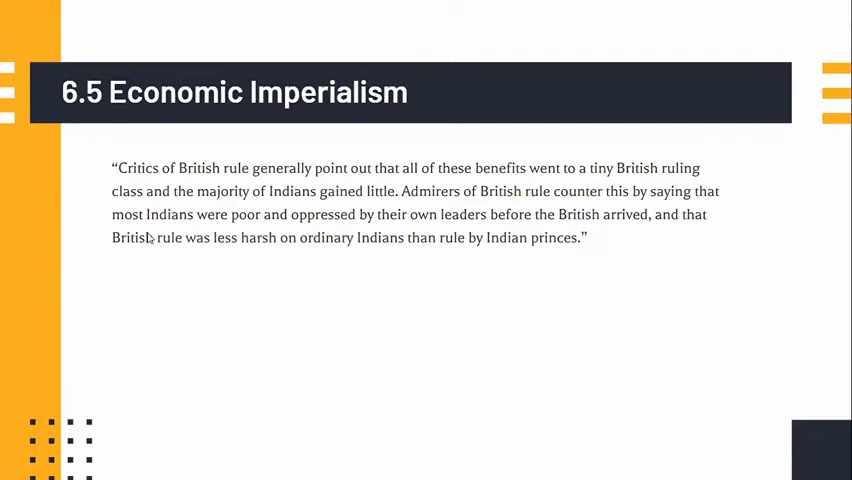 6.5 Economic Imperialism
“Critics of British rule generally point out that all of these benefits went to a tiny British ruling
class and the majority of Indians gained little. Admirers of British rule counter this by saying that
most Indians were poor and oppressed by their own leaders before the British arrived, and that
British rule was less harsh on ordinary Indians than rule by Indian princes.”